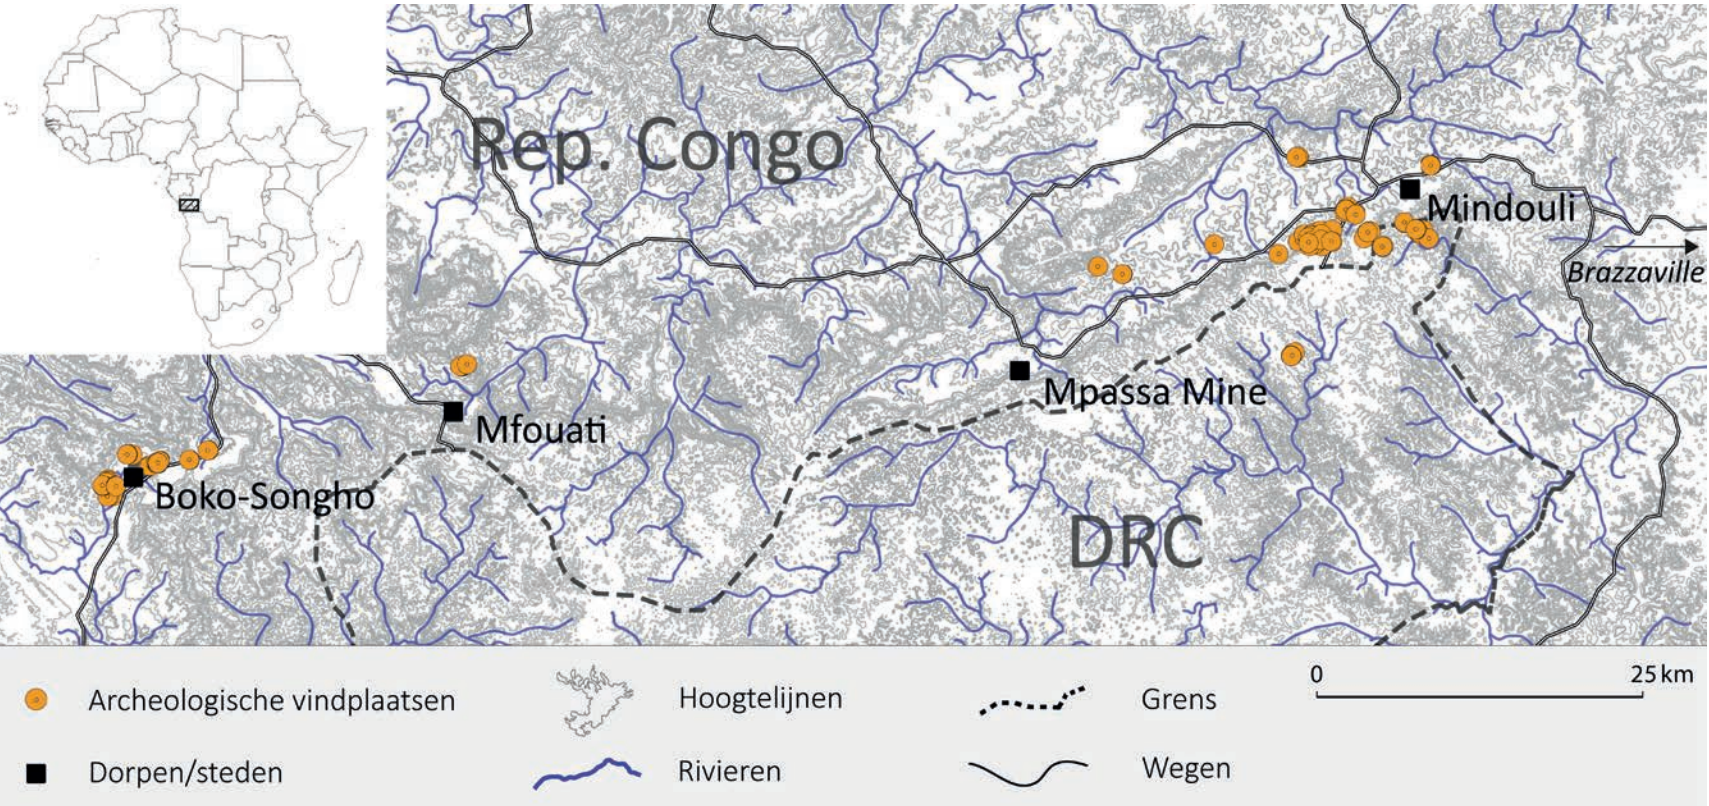 Rep. Congo
Mindouli
Brazzaville
Mpassa Mine
Mfouati
Boko-Songho
DRC
0 25 km
Archeologische vindplaatsen
Hoogtelijnen
Grens
Dorpen/steden
Rivieren
Wegen